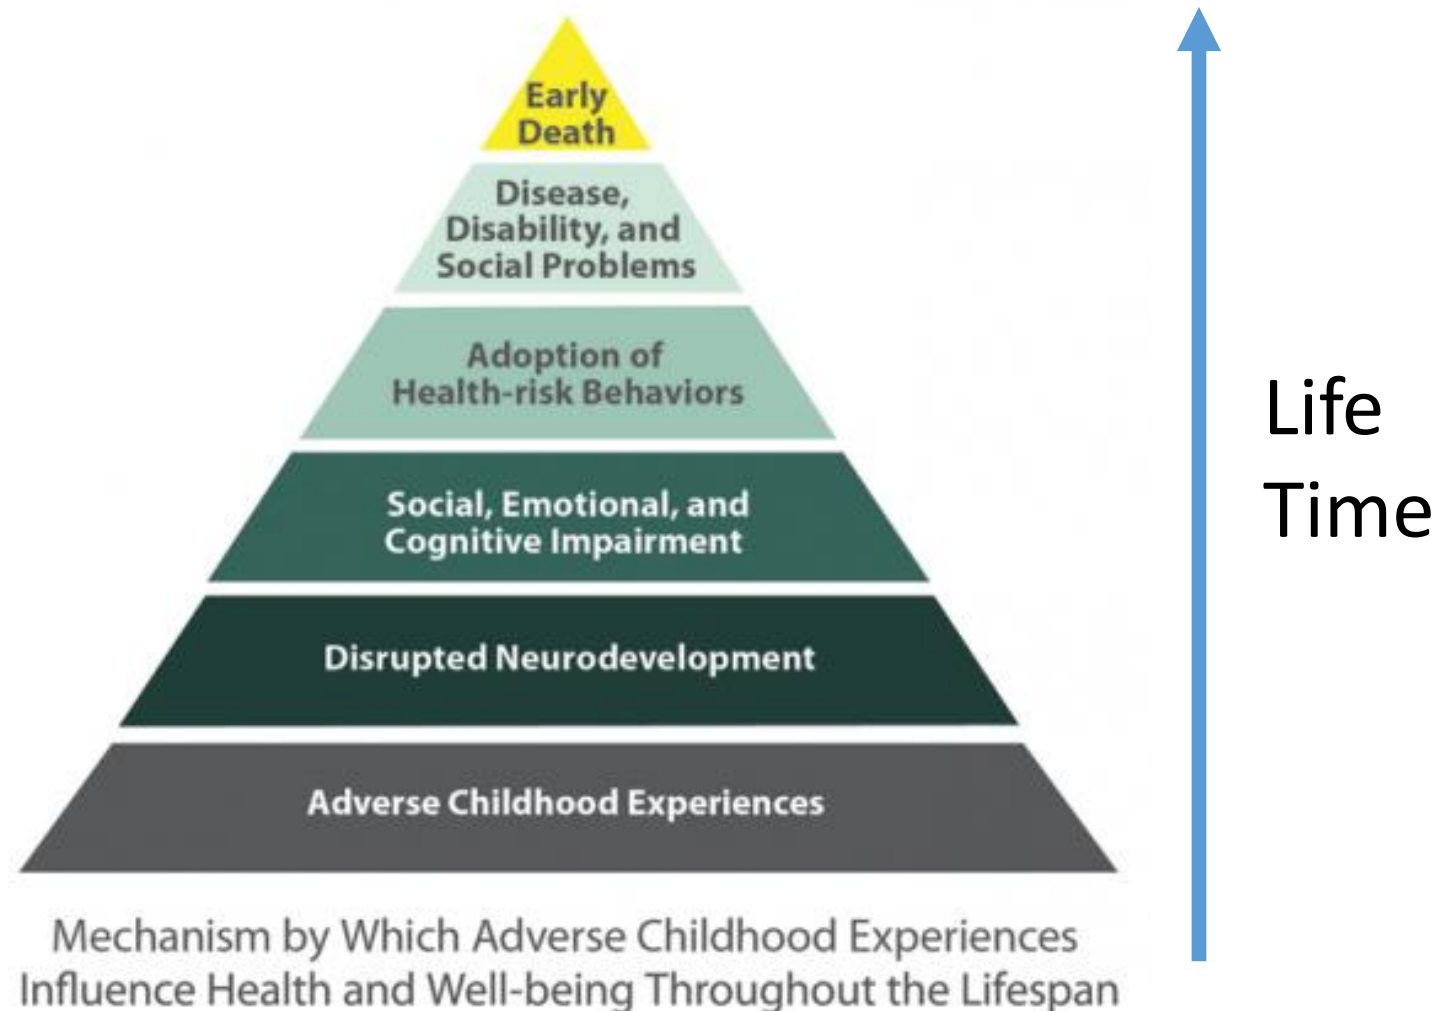 Early
Death
Disease,
Disability, and
Social Problems
Adoption of
Health-risk Behaviors
Social, Emotional, and
Cognitive Impairment
Disrupted Neurodevelopment
Adverse Childhood Experiences
Mechanism by Which Adverse Childhood Experiences
Influence Health and Well-being Throughout the Lifespan
Life
Time